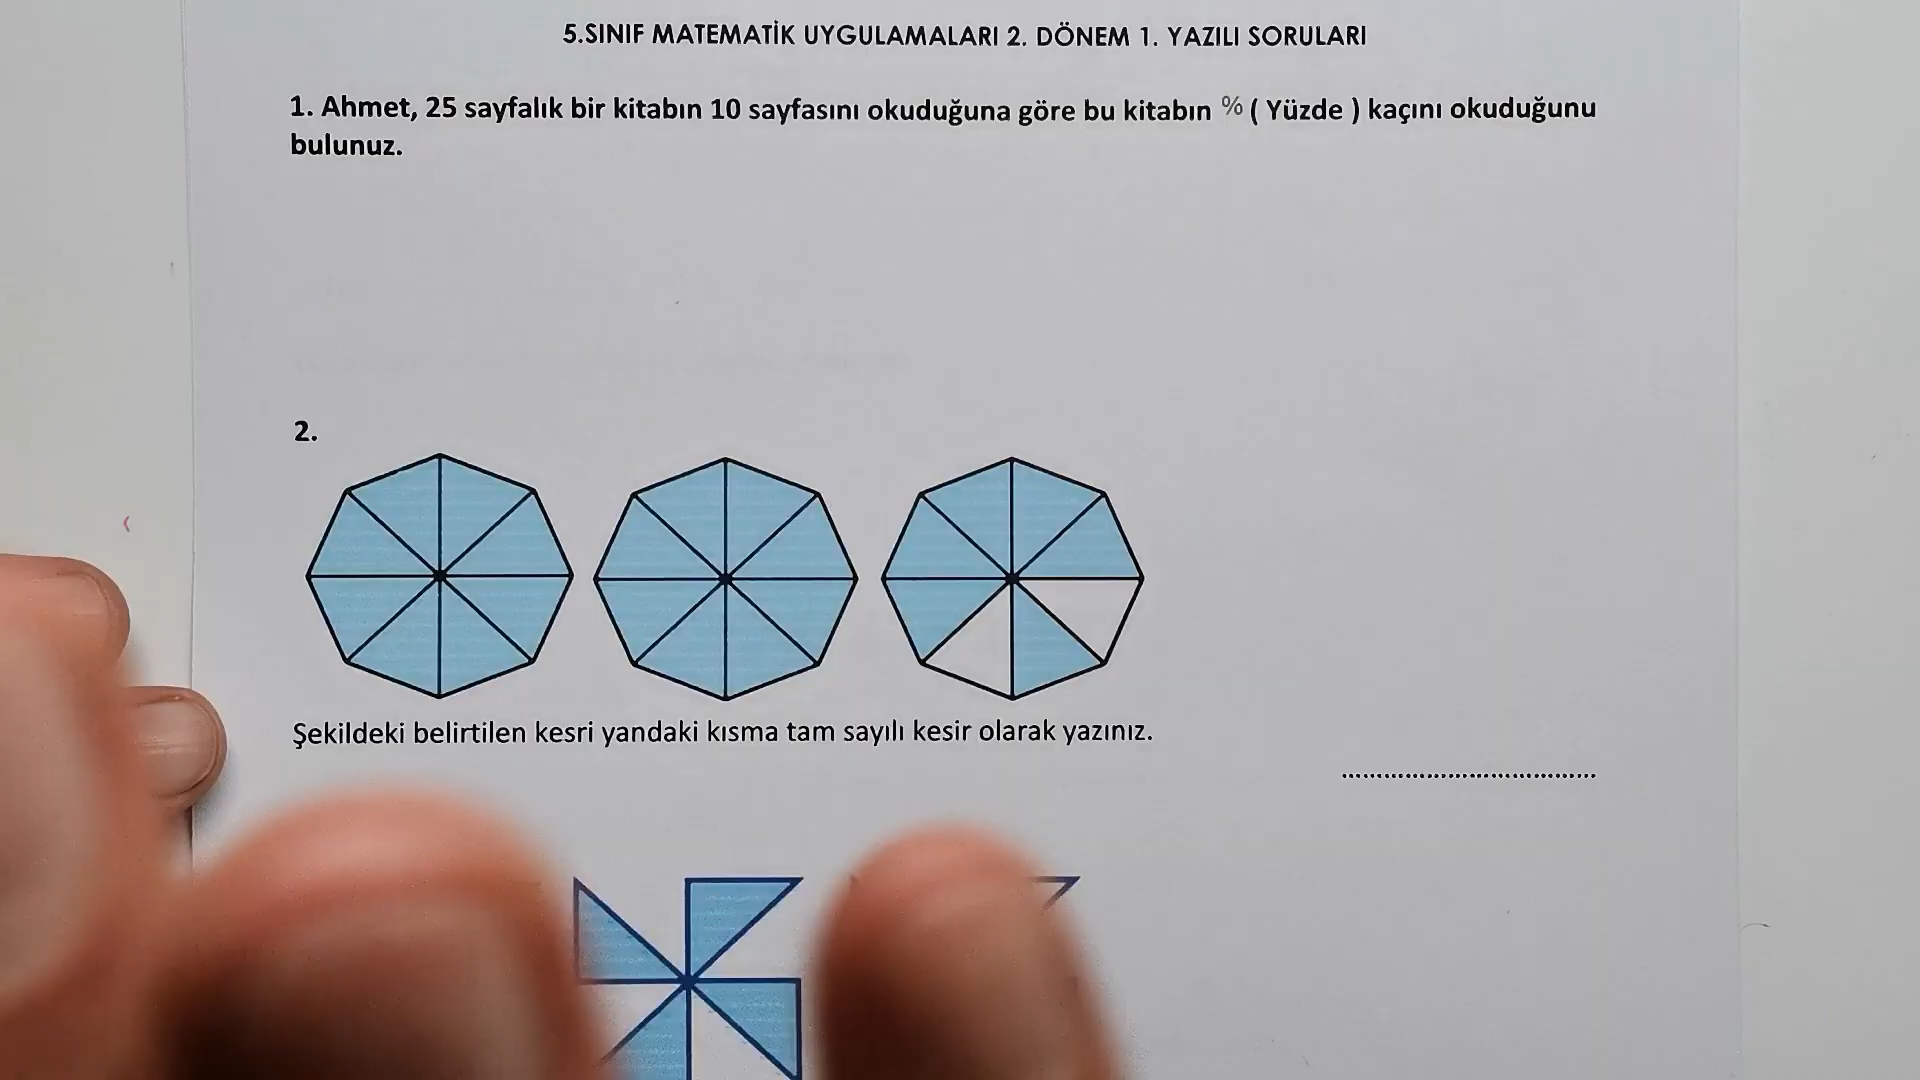 5.SINIF MATEMATİK UYGULAMALARI 2. DÖNEM 1. YAZILI SORULARI
1. Ahmet, 25 sayfalık bir kitabın 10 sayfasını okuduğuna göre bu kitabın % ( Yüzde ) kaçını okuduğunu
bulunuz.
2.
Şekildeki belirtilen kesri yandaki kısma tam sayılı kesir olarak yazınız.